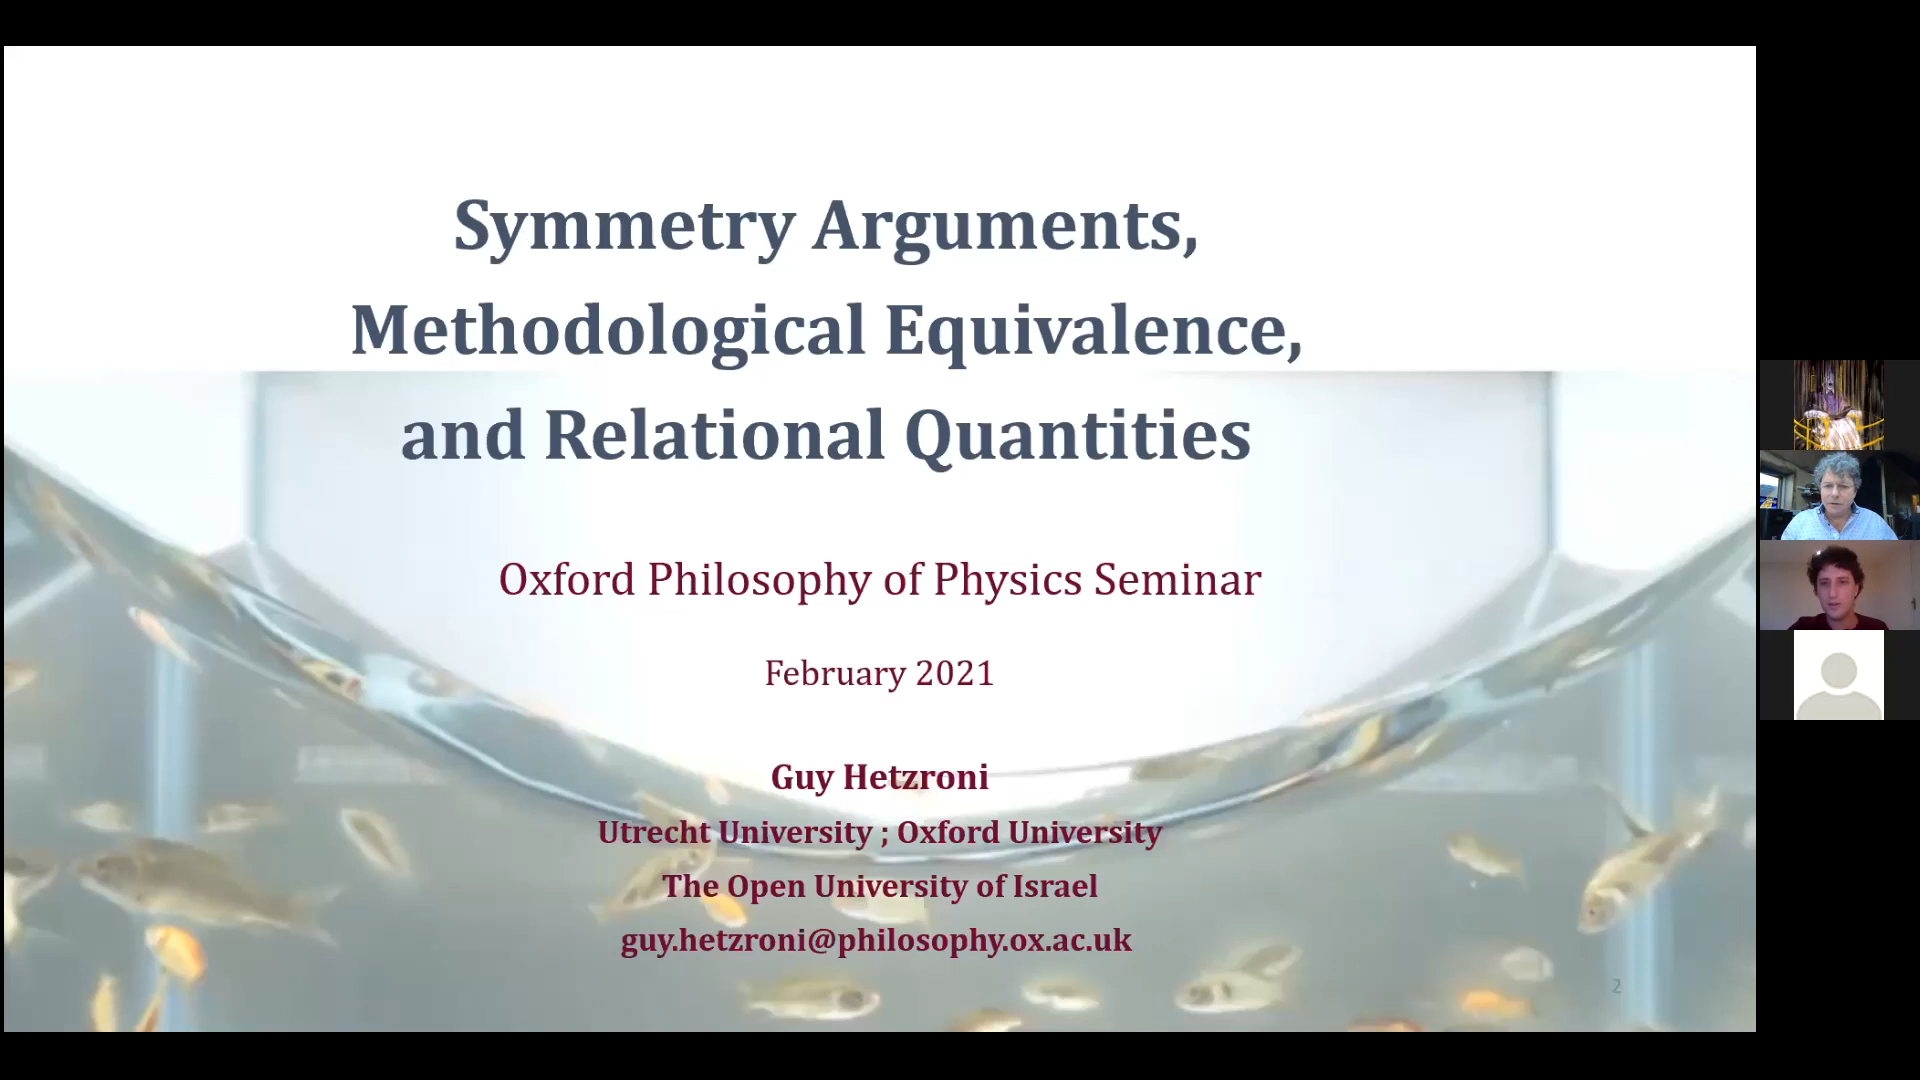 Symmetry Arguments,
Methodological Equivalence,
and Relational Quantities
Oxford Philosophy of Physics Seminar
February 2021
Guy Hetzroni
Utrecht University ; Oxford University
The Open University of Israel
guy.hetzroni@philosophy.ox.ac.uk
2